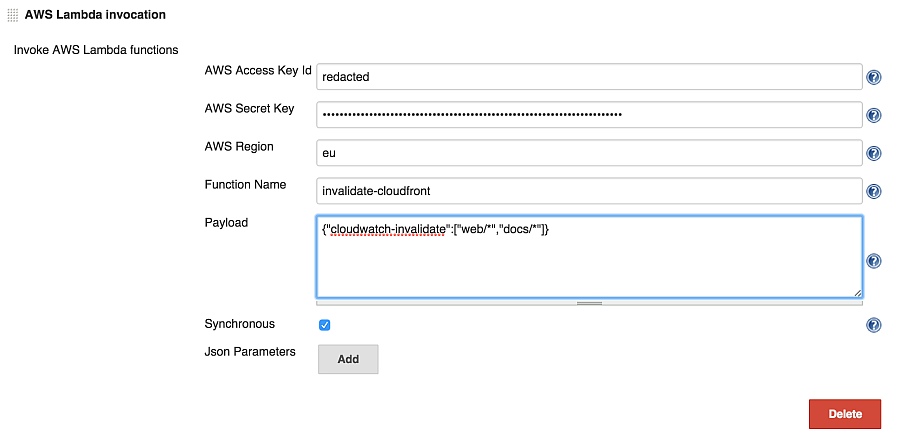 AWS Lambda invocation
Invoke AWS Lambda functions
AWS Access Key Id redacted
AWS Secret Key ••••••••••••••••••••••••••••••••••••••••••••••••••••••••••••••••••••••••
AWS Region eu
Function Name invalidate-cloudfront
Payload {"cloudwatch-invalidate":["web/*","docs/*"]}
Synchronous
Json Parameters Add
Delete